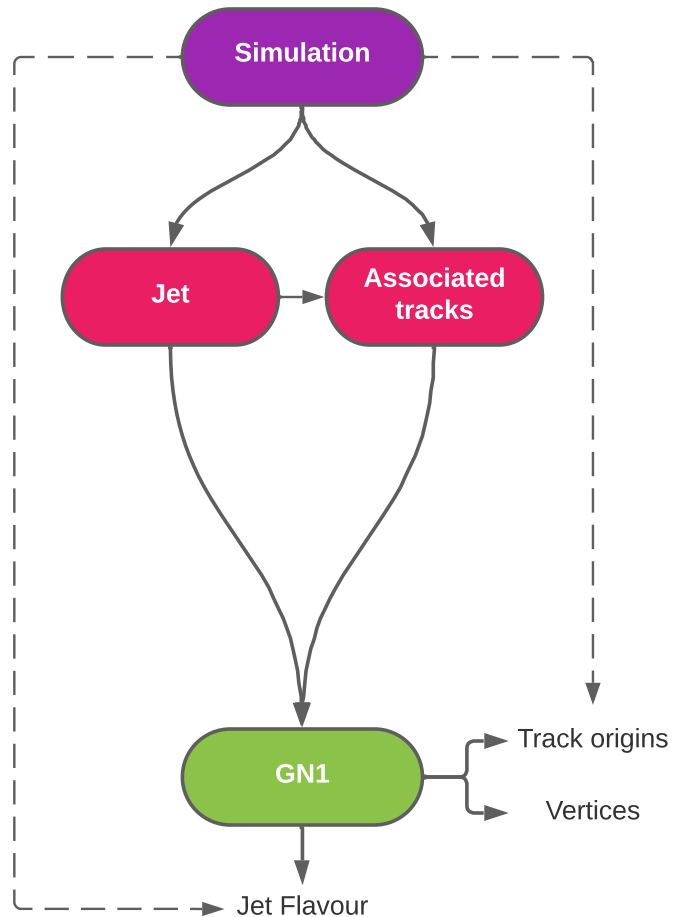 Simulation
Jet
Associated
tracks
GN1
Track origins
Vertices
Jet Flavour